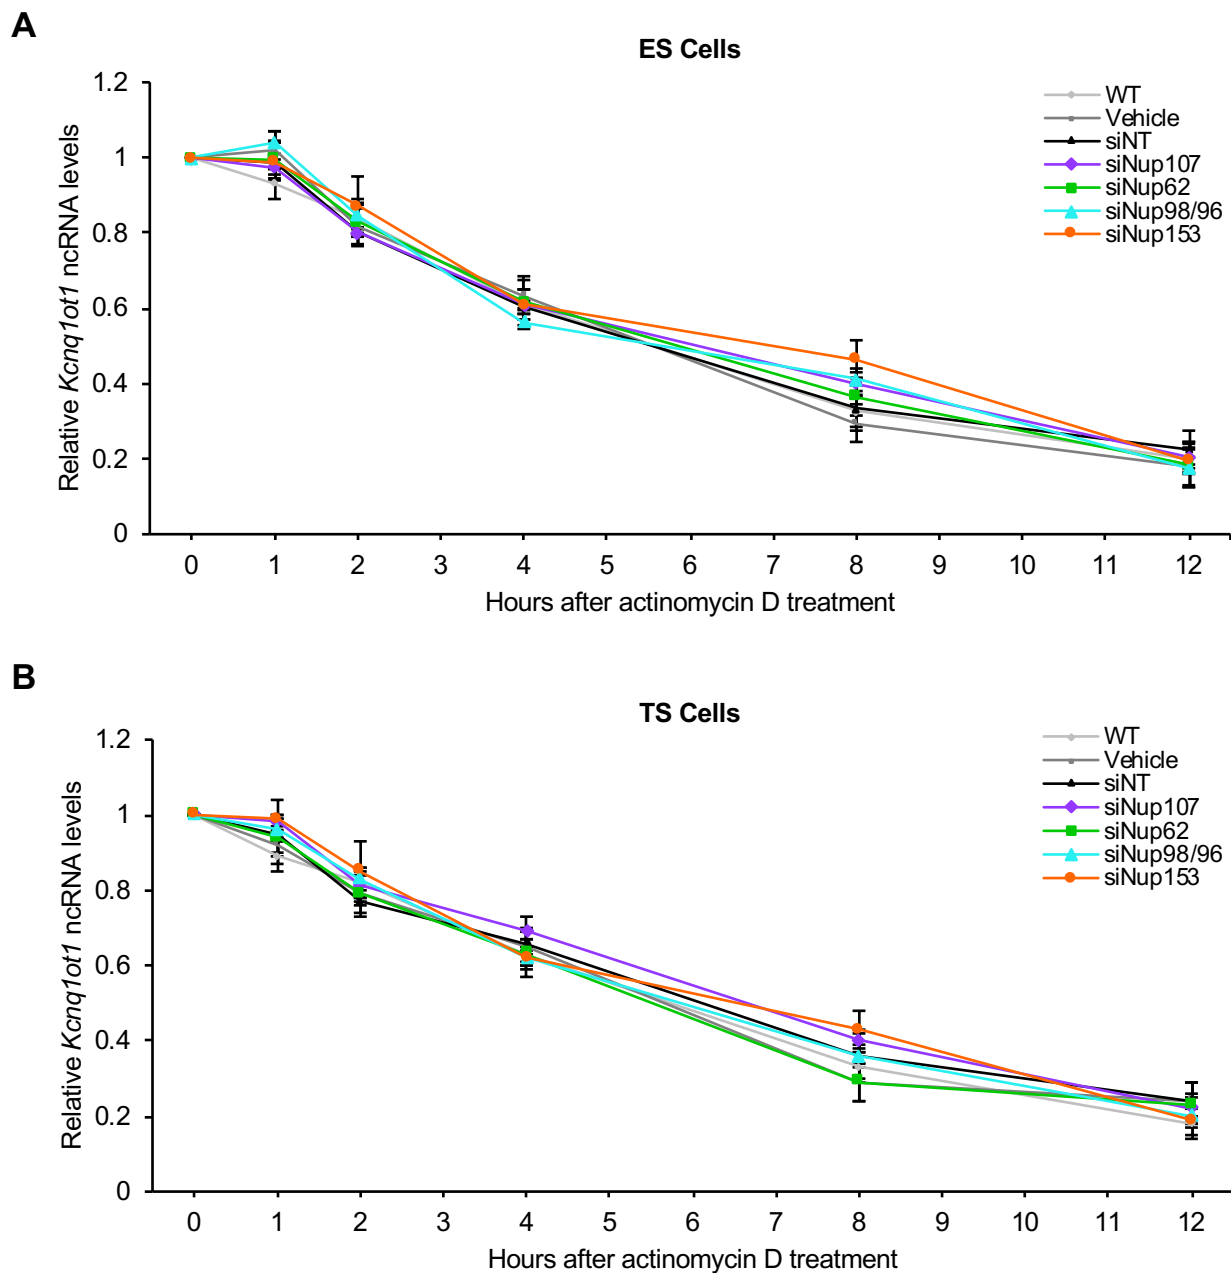 A
ES Cells
Relative Kcnq1ot1 ncRNA levels
1.2
1
0.8
0.6
0.4
0.2
0
WT
Vehicle
siNT
siNup107
siNup62
siNup98/96
siNup153
0 1 2 3 4 5 6 7 8 9 10 11 12
Hours after actinomycin D treatment
B
TS Cells
Relative Kcnq1ot1 ncRNA levels
1.2
1
0.8
0.6
0.4
0.2
0
WT
Vehicle
siNT
siNup107
siNup62
siNup98/96
siNup153
0 1 2 3 4 5 6 7 8 9 10 11 12
Hours after actinomycin D treatment